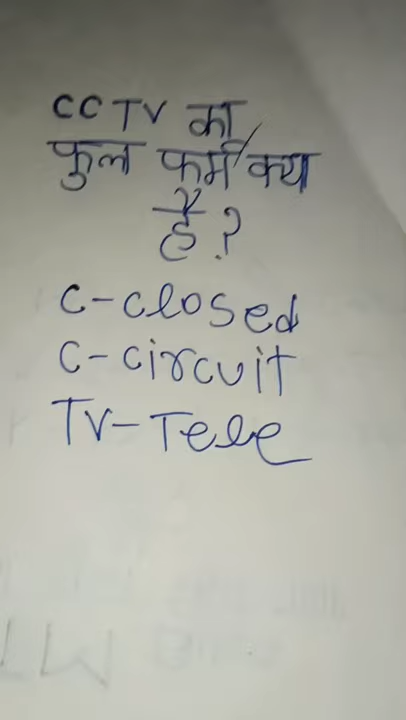 CCTV का
फुल फर्म क्या
है?
C-closed
C-circuit
TV-Tele